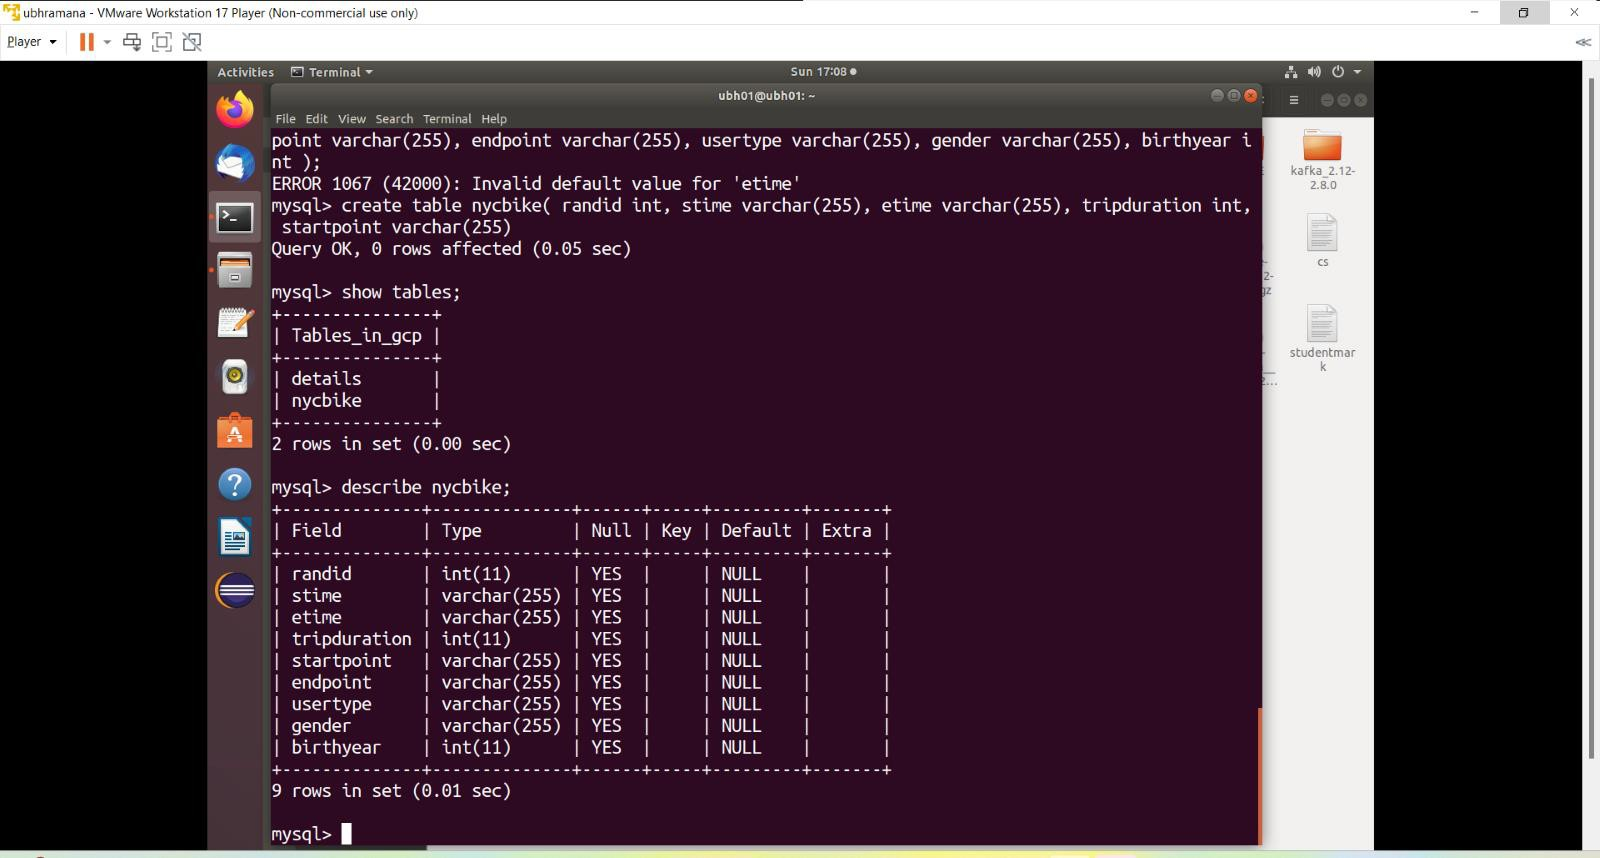 ubhramana - VMware Workstation 17 Player (Non-commercial use only)
Player
Activities
Terminal
Sun 17:08
ubh01@ubh01: ~
File Edit View Search Terminal Help
point varchar(255), endpoint varchar(255), usertype varchar(255), gender varchar(255), birthyear i
nt );
ERROR 1067 (42000): Invalid default value for 'etime'
mysql> create table nycbike( randid int, stime varchar(255), etime varchar(255), tripduration int,
startpoint varchar(255)
Query OK, 0 rows affected (0.05 sec)
mysql> show tables;
+---------------+
| Tables_in_gcp |
+---------------+
| details       |
| nycbike       |
+---------------+
2 rows in set (0.00 sec)
mysql> describe nycbike;
+--------------+--------------+------+-----+---------+-------+
| Field        | Type         | Null | Key | Default | Extra |
+--------------+--------------+------+-----+---------+-------+
| randid       | int(11)      | YES  |     | NULL    |       |
| stime        | varchar(255) | YES  |     | NULL    |       |
| etime        | varchar(255) | YES  |     | NULL    |       |
| tripduration | int(11)      | YES  |     | NULL    |       |
| startpoint   | varchar(255) | YES  |     | NULL    |       |
| endpoint     | varchar(255) | YES  |     | NULL    |       |
| usertype     | varchar(255) | YES  |     | NULL    |       |
| gender       | varchar(255) | YES  |     | NULL    |       |
| birthyear    | int(11)      | YES  |     | NULL    |       |
+--------------+--------------+------+-----+---------+-------+
9 rows in set (0.01 sec)
mysql>
kafka_2.12-
2.8.0
cs
studentmar
k